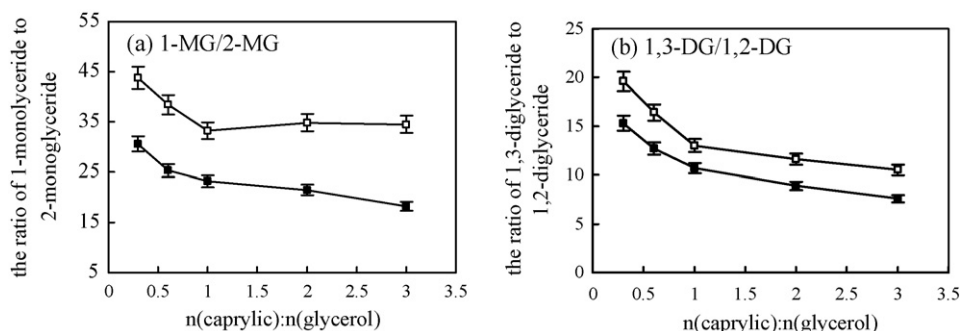 (a) 1-MG/2-MG
the ratio of 1-monolyceride to
2-monoglyceride
55
45
35
25
15
5
0 0.5 1 1.5 2 2.5 3 3.5
n(caprylic):n(glycerol)
(b) 1,3-DG/1,2-DG
the ratio of 1,3-diglyceride to
1,2-diglyceride
25
20
15
10
5
0
0 0.5 1 1.5 2 2.5 3 3.5
n(caprylic):n(glycerol)